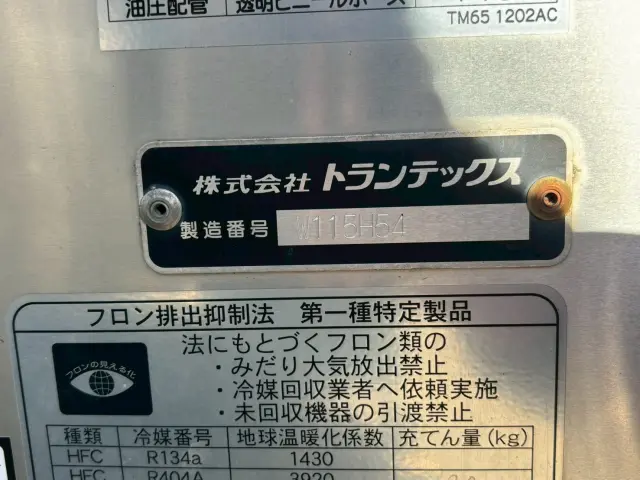 油圧配管 透明ビニールホース
TM65 1202AC
株式会社 トランテックス
製造番号 W115H54
フロン排出抑制法 第一種特定製品
フロンの見える化
法にもとづくフロン類の
・みだり大気放出禁止
・冷媒回収業者へ依頼実施
・未回収機器の引渡禁止
種類 冷媒番号 地球温暖化係数 充てん量(kg)
HFC R134a 1430
HFC R404A 3920